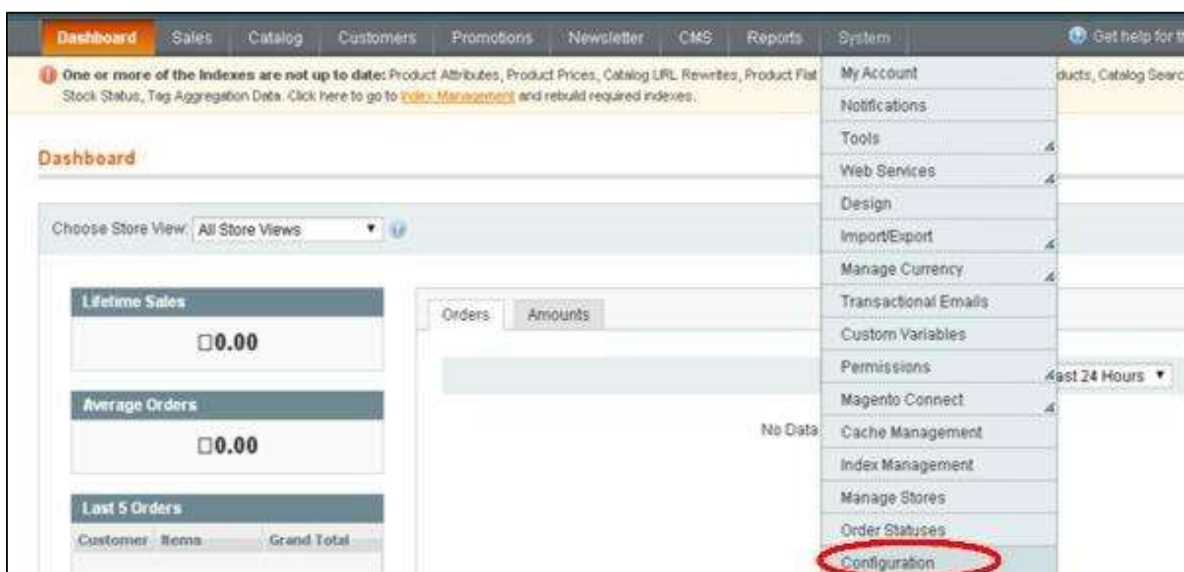 Dashboard Sales Catalog Customers Promotions Newsletter CMS Reports System Get help for th
One or more of the Indexes are not up to date: Product Attributes, Product Prices, Catalog URL Rewrites, Product Flat ducts, Catalog Searc
Stock Status, Tag Aggregation Data. Click here to go to Index Management and rebuild required indexes.
My Account
Notifications
Tools
Web Services
Design
Import/Export
Manage Currency
Transactional Emails
Custom Variables
Permissions
Magento Connect
Cache Management
Index Management
Manage Stores
Order Statuses
Configuration
Dashboard
Choose Store View: All Store Views
Lifetime Sales
0.00
Average Orders
0.00
Last 5 Orders
Customer Items Grand Total
Orders Amounts
ast 24 Hours
No Data